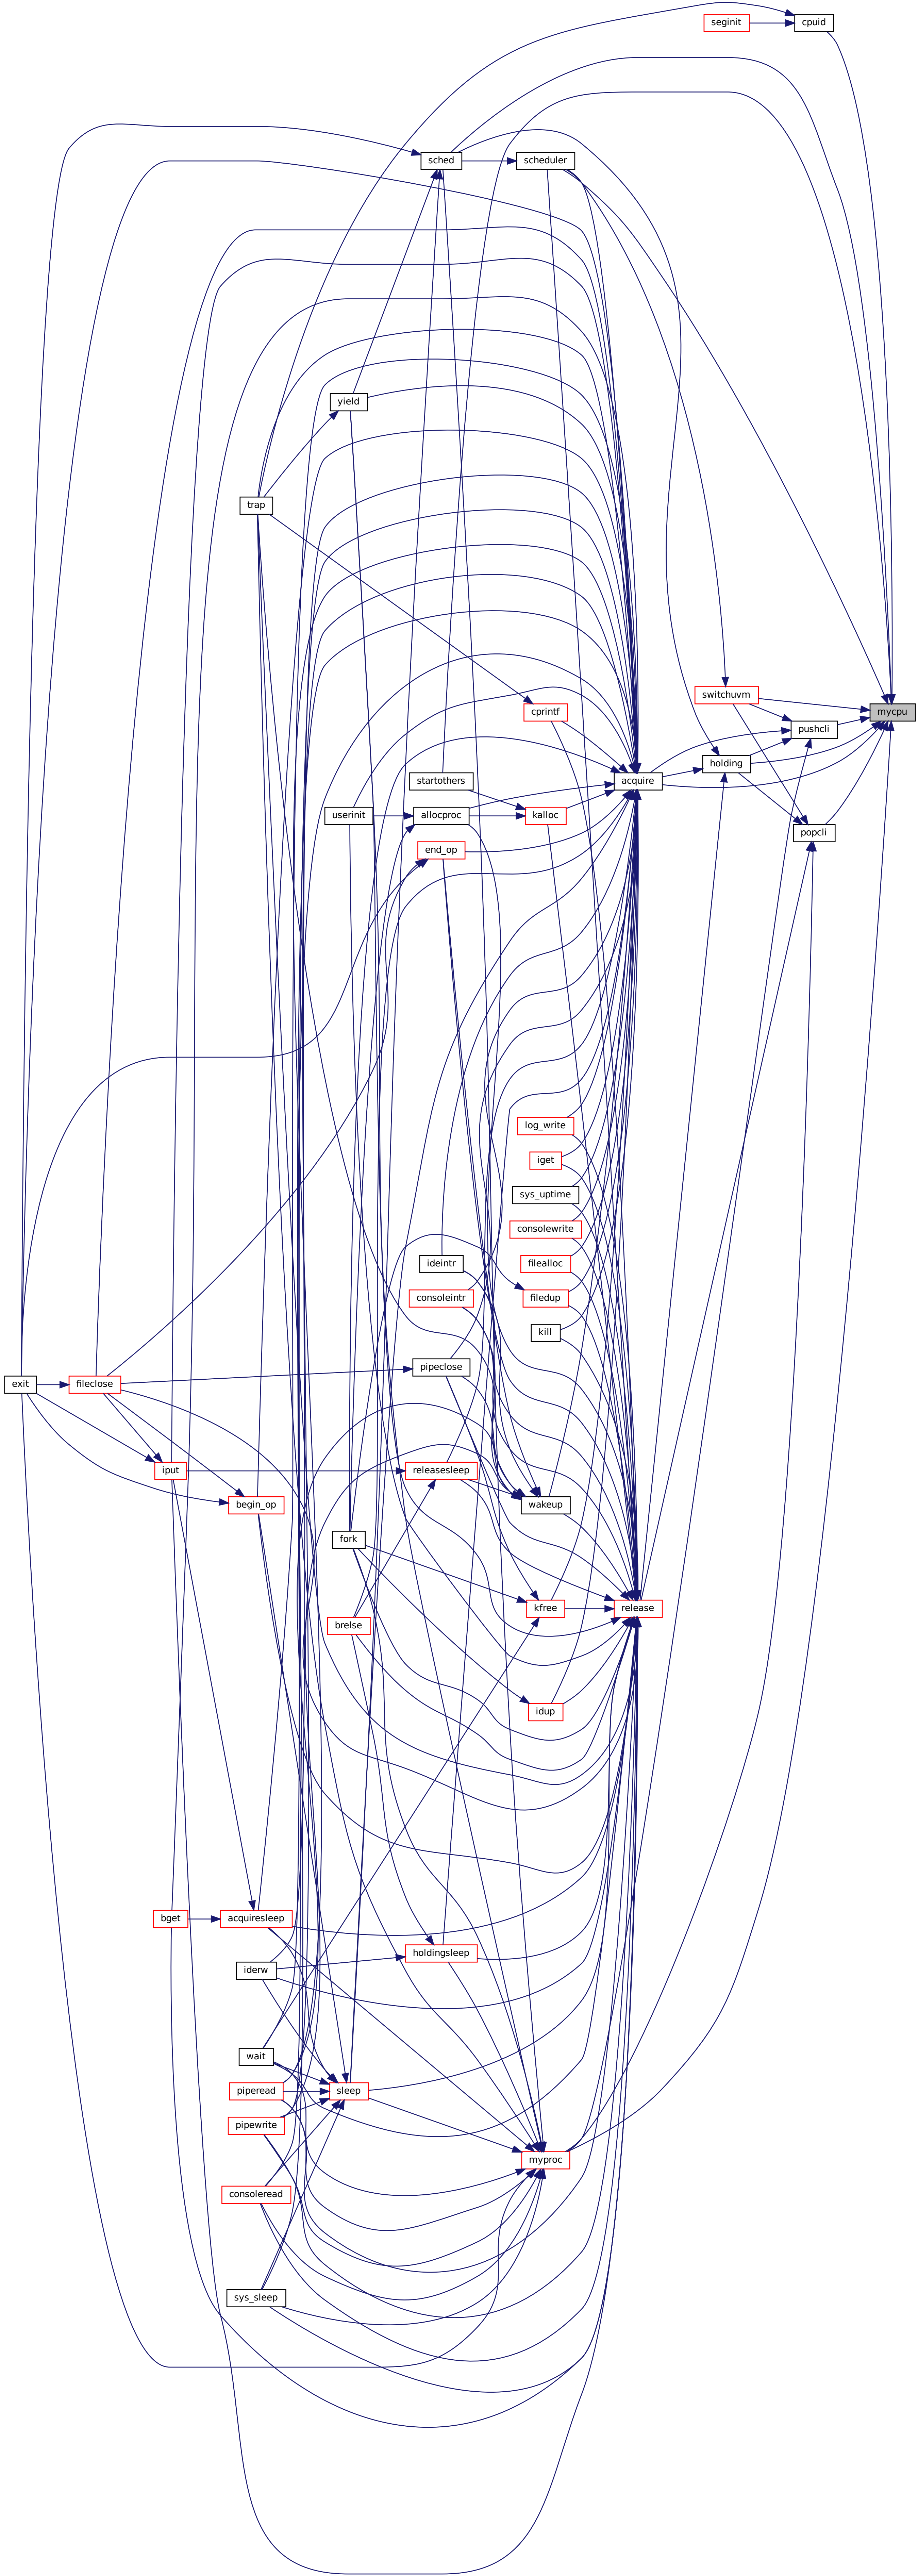 seginit
cpuid
sched
scheduler
yield
trap
switchuvm
mycpu
cprintf
pushcli
holding
startothers
acquire
userinit
allocproc
kalloc
popcli
end_op
log_write
iget
sys_uptime
consolewrite
ideintr
filealloc
consoleintr
filedup
kill
pipeclose
exit
fileclose
iput
releasesleep
begin_op
wakeup
fork
kfree
release
brelse
idup
bget
acquiresleep
holdingsleep
iderw
wait
piperead
sleep
pipewrite
myproc
consoleread
sys_sleep